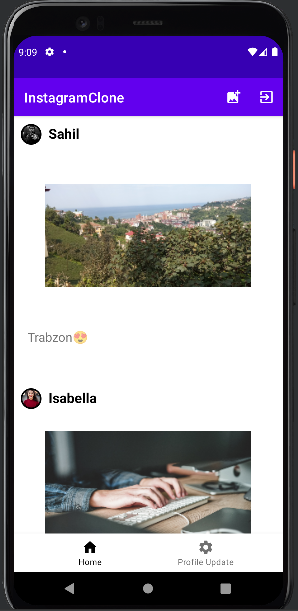 9:09
InstagramClone
Sahil
Trabzon😍
Isabella
Home
Profile Update